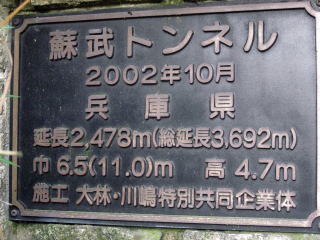 蘇武トンネル
2002年10月
兵庫県
延長2,478m(総延長3,692m)
巾 6.5(11.0)m 高 4.7m
施工 大林・川嶋特別共同企業体